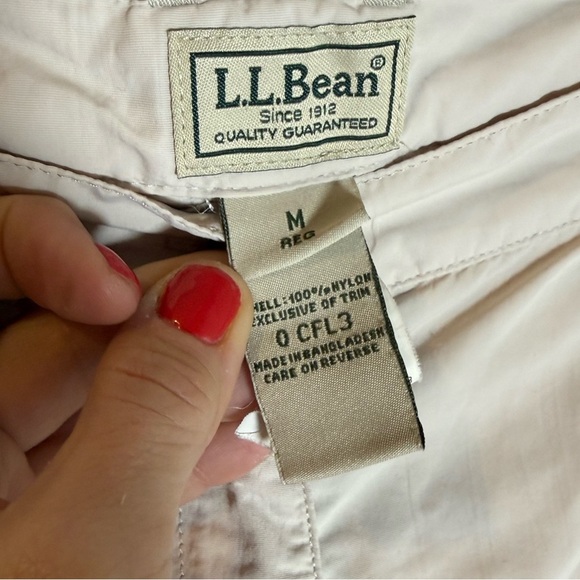 L.L.Bean®
Since 1912
QUALITY GUARANTEED
M
REG
HELL: 100% NYLON
EXCLUSIVE OF TRIM
0 CFL3
MADE IN BANGLADESH
CARE ON REVERSE